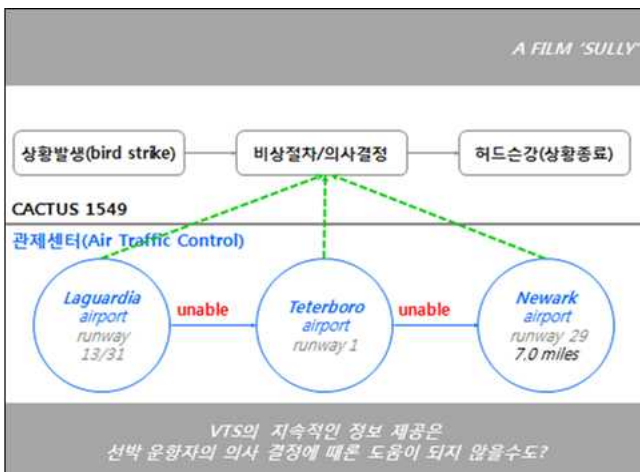 A FILM ‘SULLY’
상황발생(bird strike)
비상절차/의사결정
허드슨강(상황종료)
CACTUS 1549
관제센터(Air Traffic Control)
Laguardia
airport
runway
13/31
unable
Teterboro
airport
runway 1
unable
Newark
airport
runway 29
7.0 miles
VTS의 지속적인 정보 제공은
선박 운항자의 의사 결정에 때론 도움이 되지 않을수도?